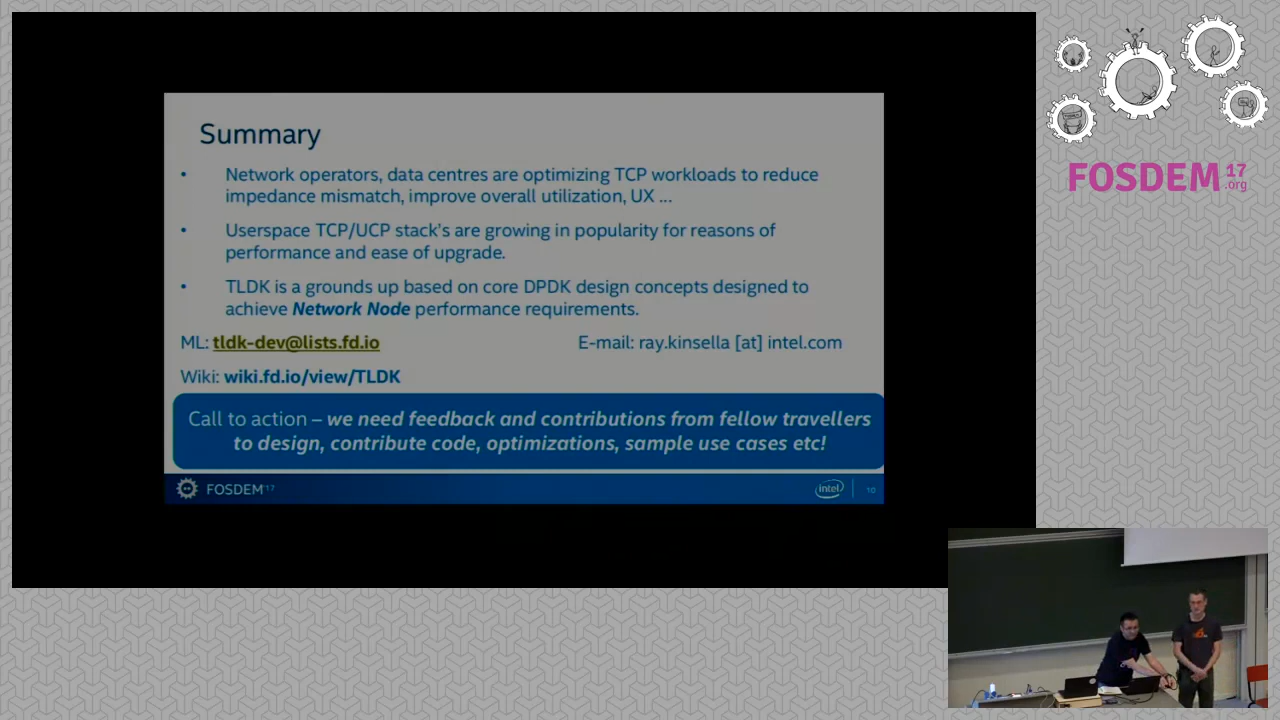 Summary
• Network operators, data centres are optimizing TCP workloads to reduce
impedance mismatch, improve overall utilization, UX ...
• Userspace TCP/UCP stack's are growing in popularity for reasons of
performance and ease of upgrade.
• TLDK is a grounds up based on core DPDK design concepts designed to
achieve Network Node performance requirements.
ML: tldk-dev@lists.fd.io E-mail: ray.kinsella [at] intel.com
Wiki: wiki.fd.io/view/TLDK
Call to action – we need feedback and contributions from fellow travellers
to design, contribute code, optimizations, sample use cases etc!
FOSDEM'17 intel 10
FOSDEM 17
.org